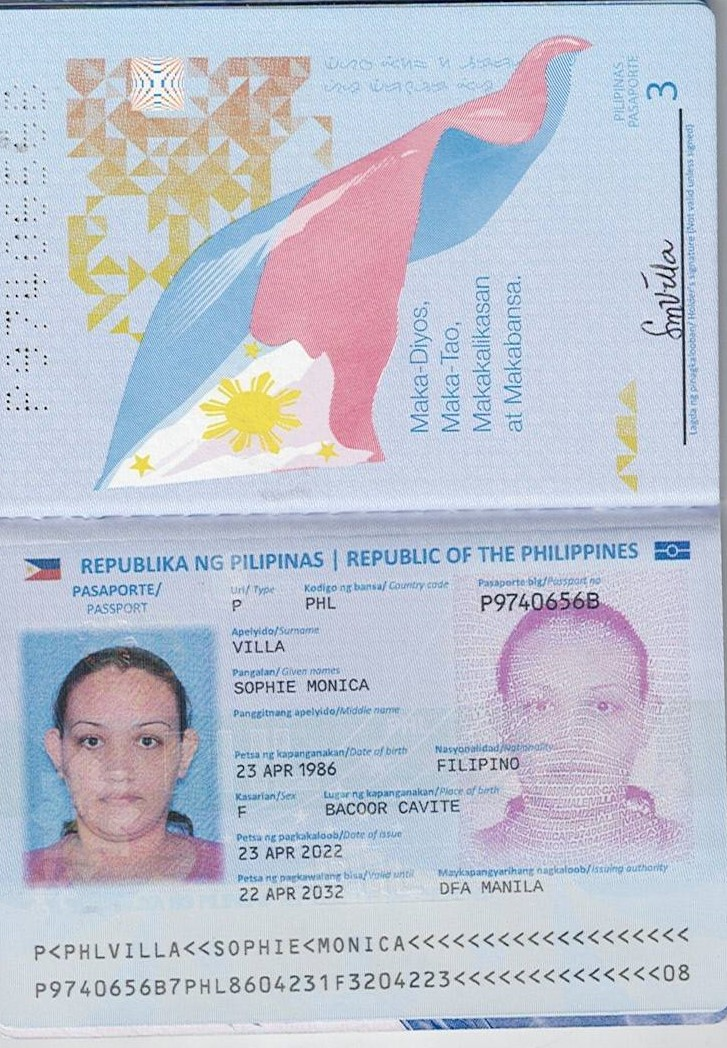 PILIPINAS
PASAPORTE
3
Maka-Diyos,
Maka-Tao,
Makakalikasan
at Makabansa.
Smvilla
Lagda ng pinagkalooban/ Holder's signature (Not valid unless signed)
REPUBLIKA NG PILIPINAS | REPUBLIC OF THE PHILIPPINES
PASAPORTE/
PASSPORT
Uri/ Type
Kodigo ng bansa/ Country code
Pasaporte blg/Passport no
P
PHL
P9740656B
Apelyido/Surname
VILLA
Pangalan/ Given names
SOPHIE MONICA
Panggitnang apelyido/Middle name
Petsa ng kapanganakan/Date of birth
Nasyonalidad/Nationality
23 APR 1986
FILIPINO
Kasarian/Sex
Lugar ng kapanganakan/Place of birth
F
BACOOR CAVITE
Petsa ng pagkakaloob/Date of issue
23 APR 2022
Petsa ng pagkawalang bisa/Valid until
Maykapangyarihang nagkaloob/Issuing authority
22 APR 2032
DFA MANILA
P<PHLVILLA<<SOPHIE<MONICA<<<<<<<<<<<<<<<<<<<
P9740656B7PHL8604231F3204223<<<<<<<<<<<<<<08